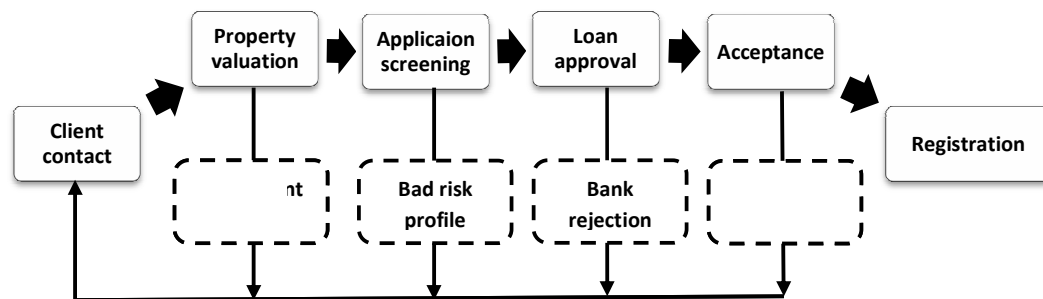 Property
valuation
Applicaion
screening
Loan
approval
Acceptance
Client
contact
Registration
nt
Bad risk
profile
Bank
rejection